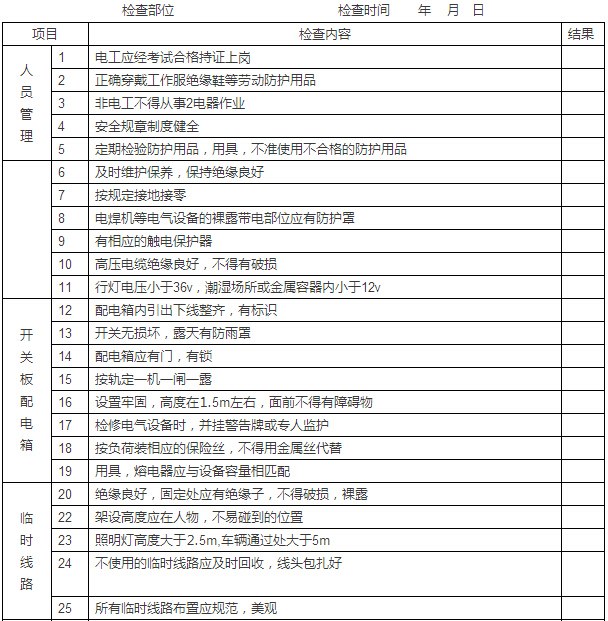 检查部位 检查时间 年 月 日
项目 检查内容 结果
人员管理
1 电工应经考试合格持证上岗
2 正确穿戴工作服绝缘鞋等劳动防护用品
3 非电工不得从事2电器作业
4 安全规章制度健全
5 定期检验防护用品，用具，不准使用不合格的防护用品
6 及时维护保养，保持绝缘良好
7 按规定接地接零
8 电焊机等电气设备的裸露带电部位应有防护罩
9 有相应的触电保护器
10 高压电缆绝缘良好，不得有破损
11 行灯电压小于36v，潮湿场所或金属容器内小于12v
开关板配电箱
12 配电箱内引出下线整齐，有标识
13 开关无损坏，露天有防雨罩
14 配电箱应有门，有锁
15 按轨定一机一闸一露
16 设置牢固，高度在1.5m左右，面前不得有障碍物
17 检修电气设备时，并挂警告牌或专人监护
18 按负荷装相应的保险丝，不得用金属丝代替
19 用具，熔电器应与设备容量相匹配
临时线路
20 绝缘良好，固定处应有绝缘子，不得破损，裸露
22 架设高度应在人物，不易碰到的位置
23 照明灯高度大于2.5m,车辆通过处大于5m
24 不使用的临时线路应及时回收，线头包扎好
25 所有临时线路布置应规范，美观